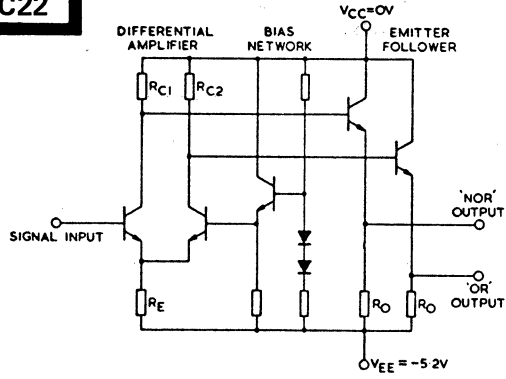 C22
VCC=0V
DIFFERENTIAL
AMPLIFIER
BIAS
NETWORK
EMITTER
FOLLOWER
RC1
RC2
SIGNAL INPUT
'NOR'
OUTPUT
'OR'
OUTPUT
RE
RO
RO
VEE=-5·2V